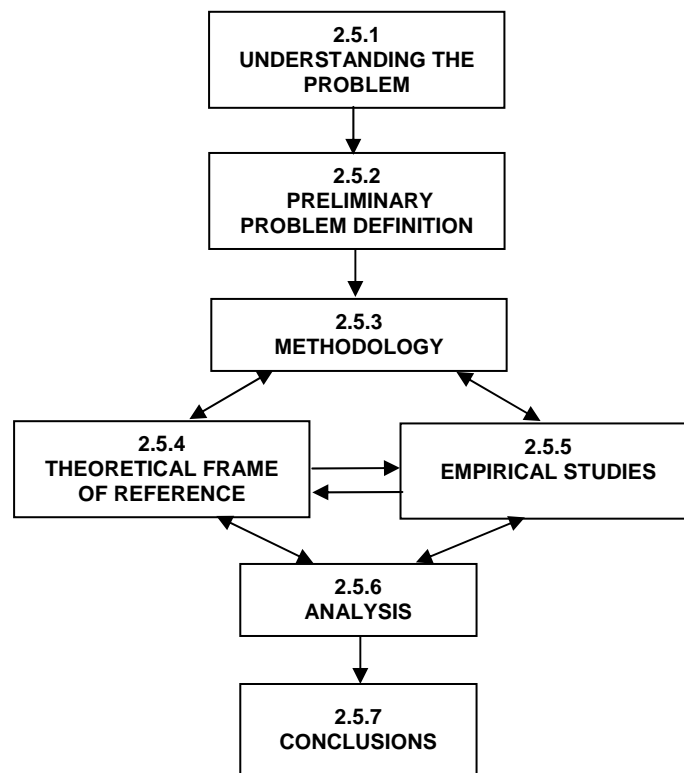 2.5.1
UNDERSTANDING THE
PROBLEM
2.5.2
PRELIMINARY
PROBLEM DEFINITION
2.5.3
METHODOLOGY
2.5.4
THEORETICAL FRAME
OF REFERENCE
2.5.5
EMPIRICAL STUDIES
2.5.6
ANALYSIS
2.5.7
CONCLUSIONS